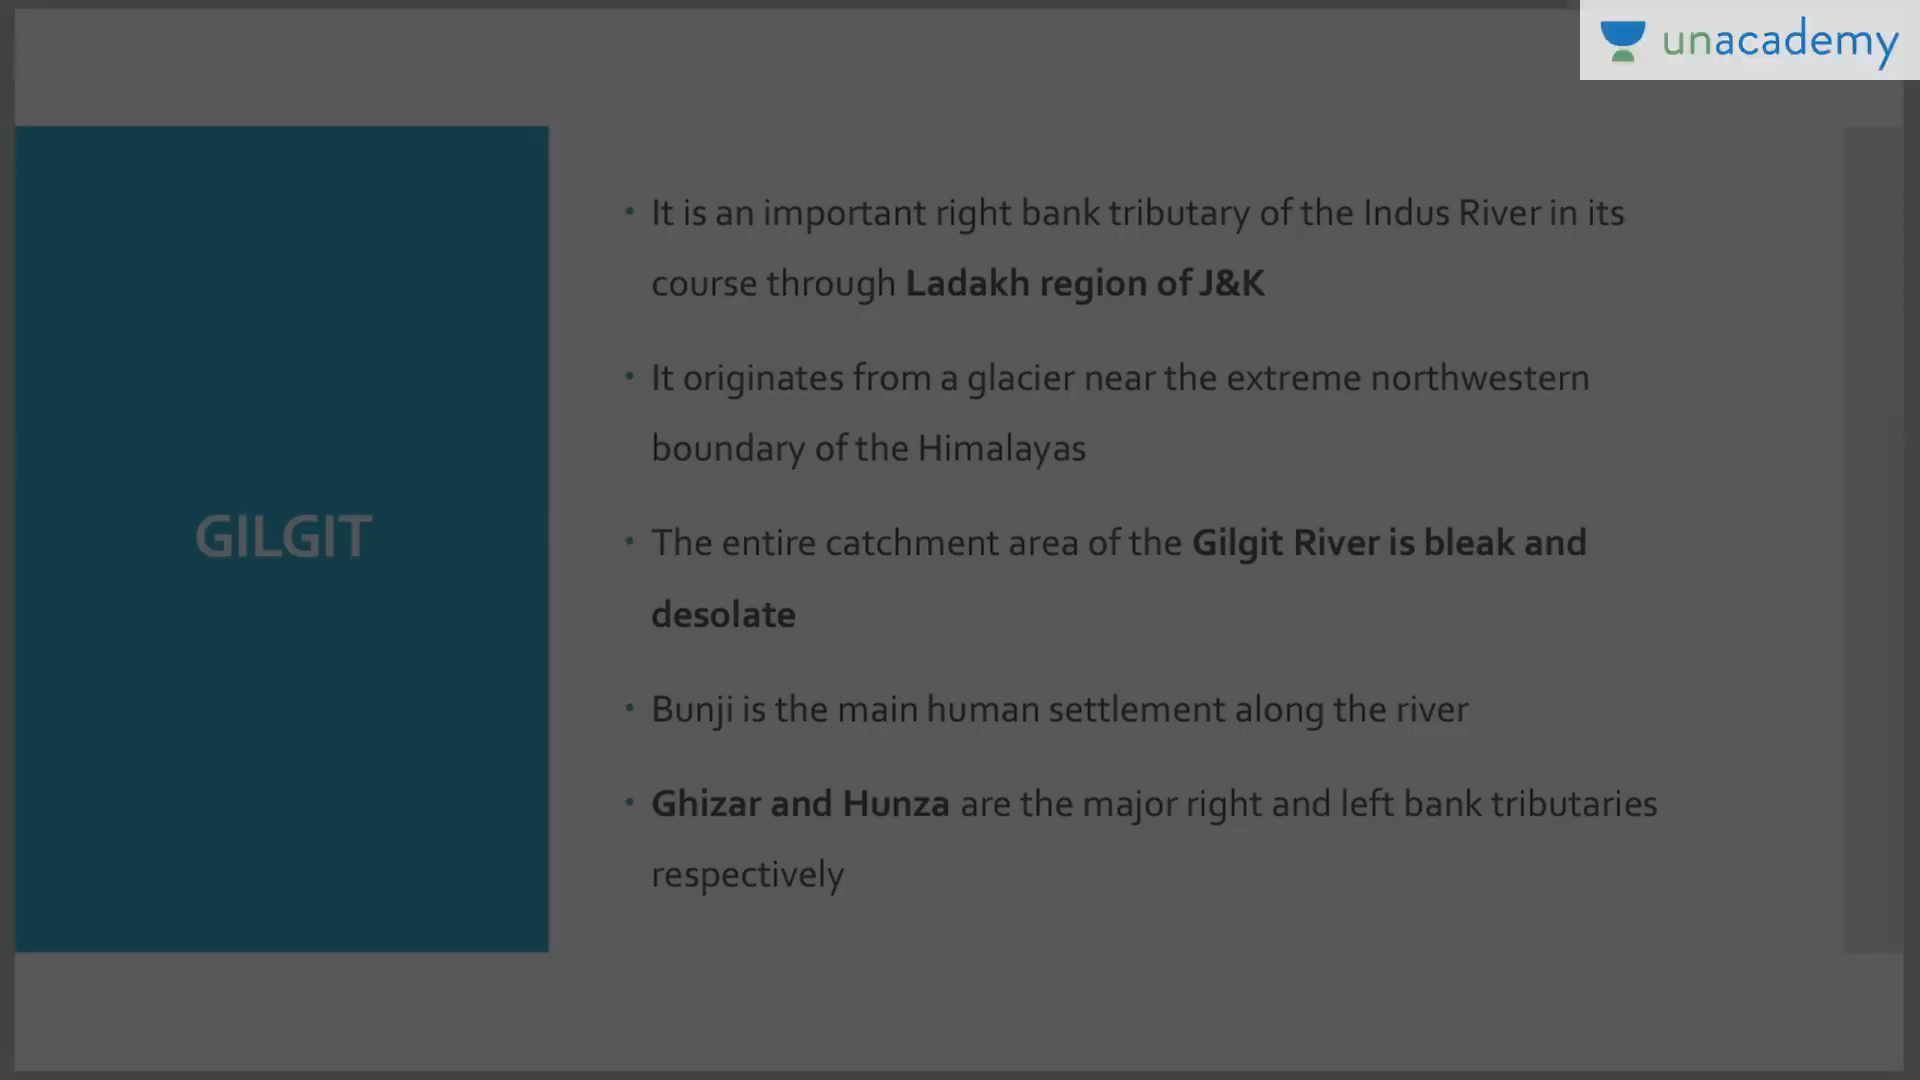 unacademy
GILGIT
• It is an important right bank tributary of the Indus River in its
course through Ladakh region of J&K
• It originates from a glacier near the extreme northwestern
boundary of the Himalayas
• The entire catchment area of the Gilgit River is bleak and
desolate
• Bunji is the main human settlement along the river
• Ghizar and Hunza are the major right and left bank tributaries
respectively